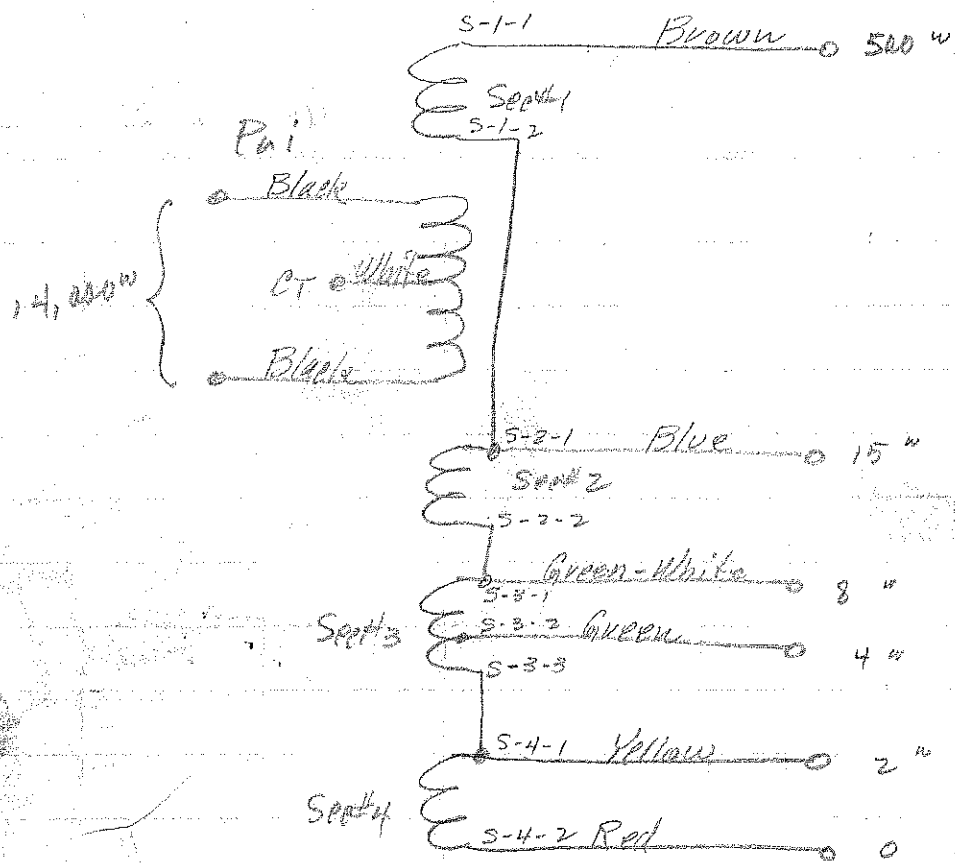 S-1-1 Brown 500 w
Sec#1
S-1-2
Pri
Black
CT White
Black
S-2-1 Blue 15 w
Sec#2
S-2-2
Green-White 8 w
S-3-1
Sec#3 S-3-2 Green 4 w
S-3-3
S-4-1 Yellow 2 w
Sec#4
S-4-2 Red 0